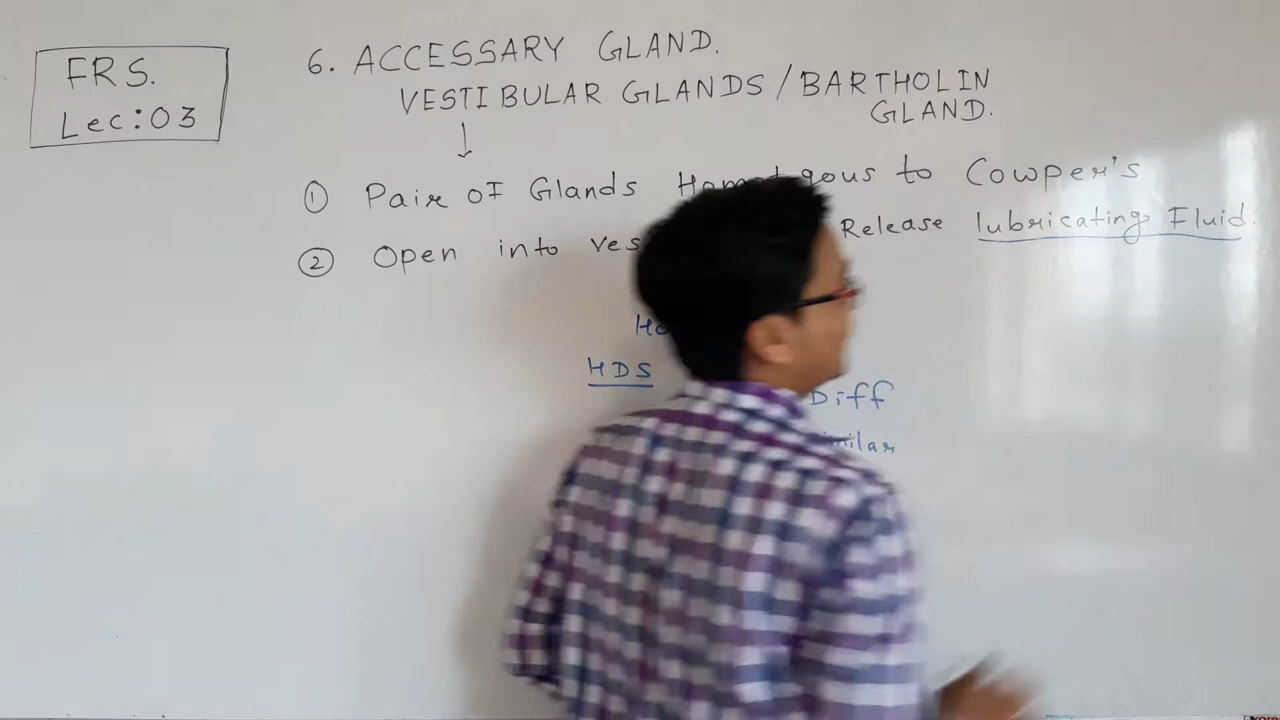 FRS.
Lec:03
6. ACCESSARY GLAND.
VESTIBULAR GLANDS / BARTHOLIN
GLAND.
① Pair of Glands to Cowper's
② Open into Release lubricating Fluid.
HDS
Diff